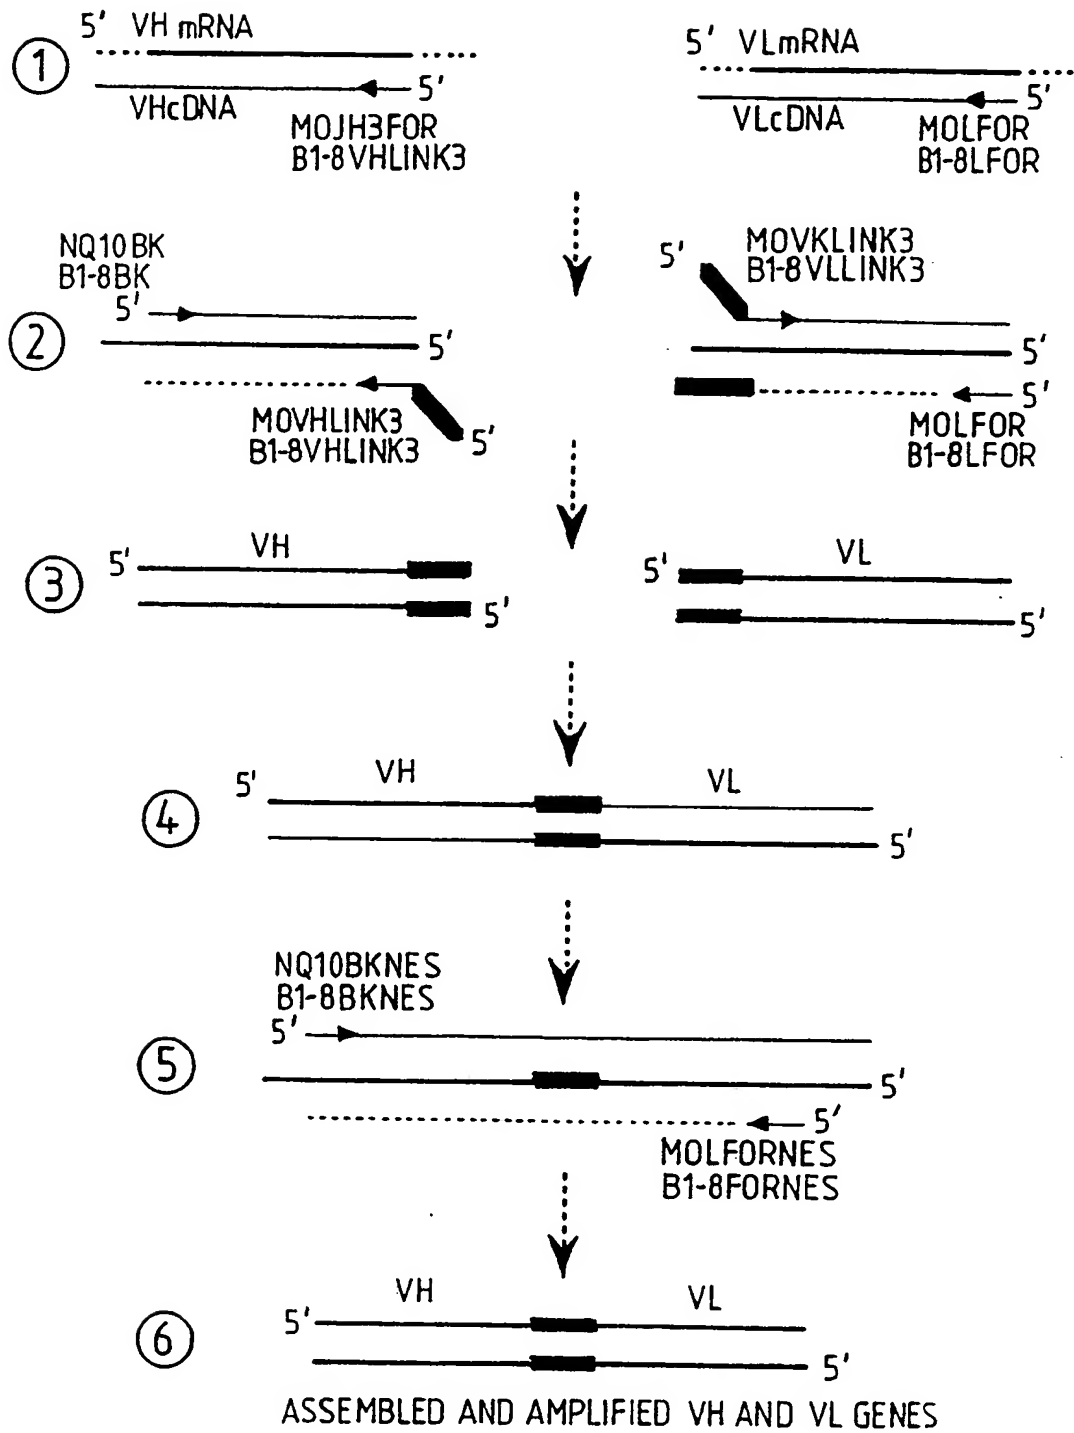 1
5' VH mRNA
VHcDNA
5'
MOJH3FOR
B1-8VHLINK3
5' VLmRNA
VLcDNA
5'
MOLFOR
B1-8LFOR
2
NQ10BK
B1-8BK
5'
5'
MOVHLINK3
B1-8VHLINK3
5'
5'
MOVKLINK3
B1-8VLLINK3
5'
5'
MOLFOR
B1-8LFOR
3
5'
VH
5'
5'
VL
5'
4
5'
VH
VL
5'
5
NQ10BKNES
B1-8BKNES
5'
5'
5'
MOLFORNES
B1-8FORNES
6
5'
VH
VL
5'
ASSEMBLED AND AMPLIFIED VH AND VL GENES